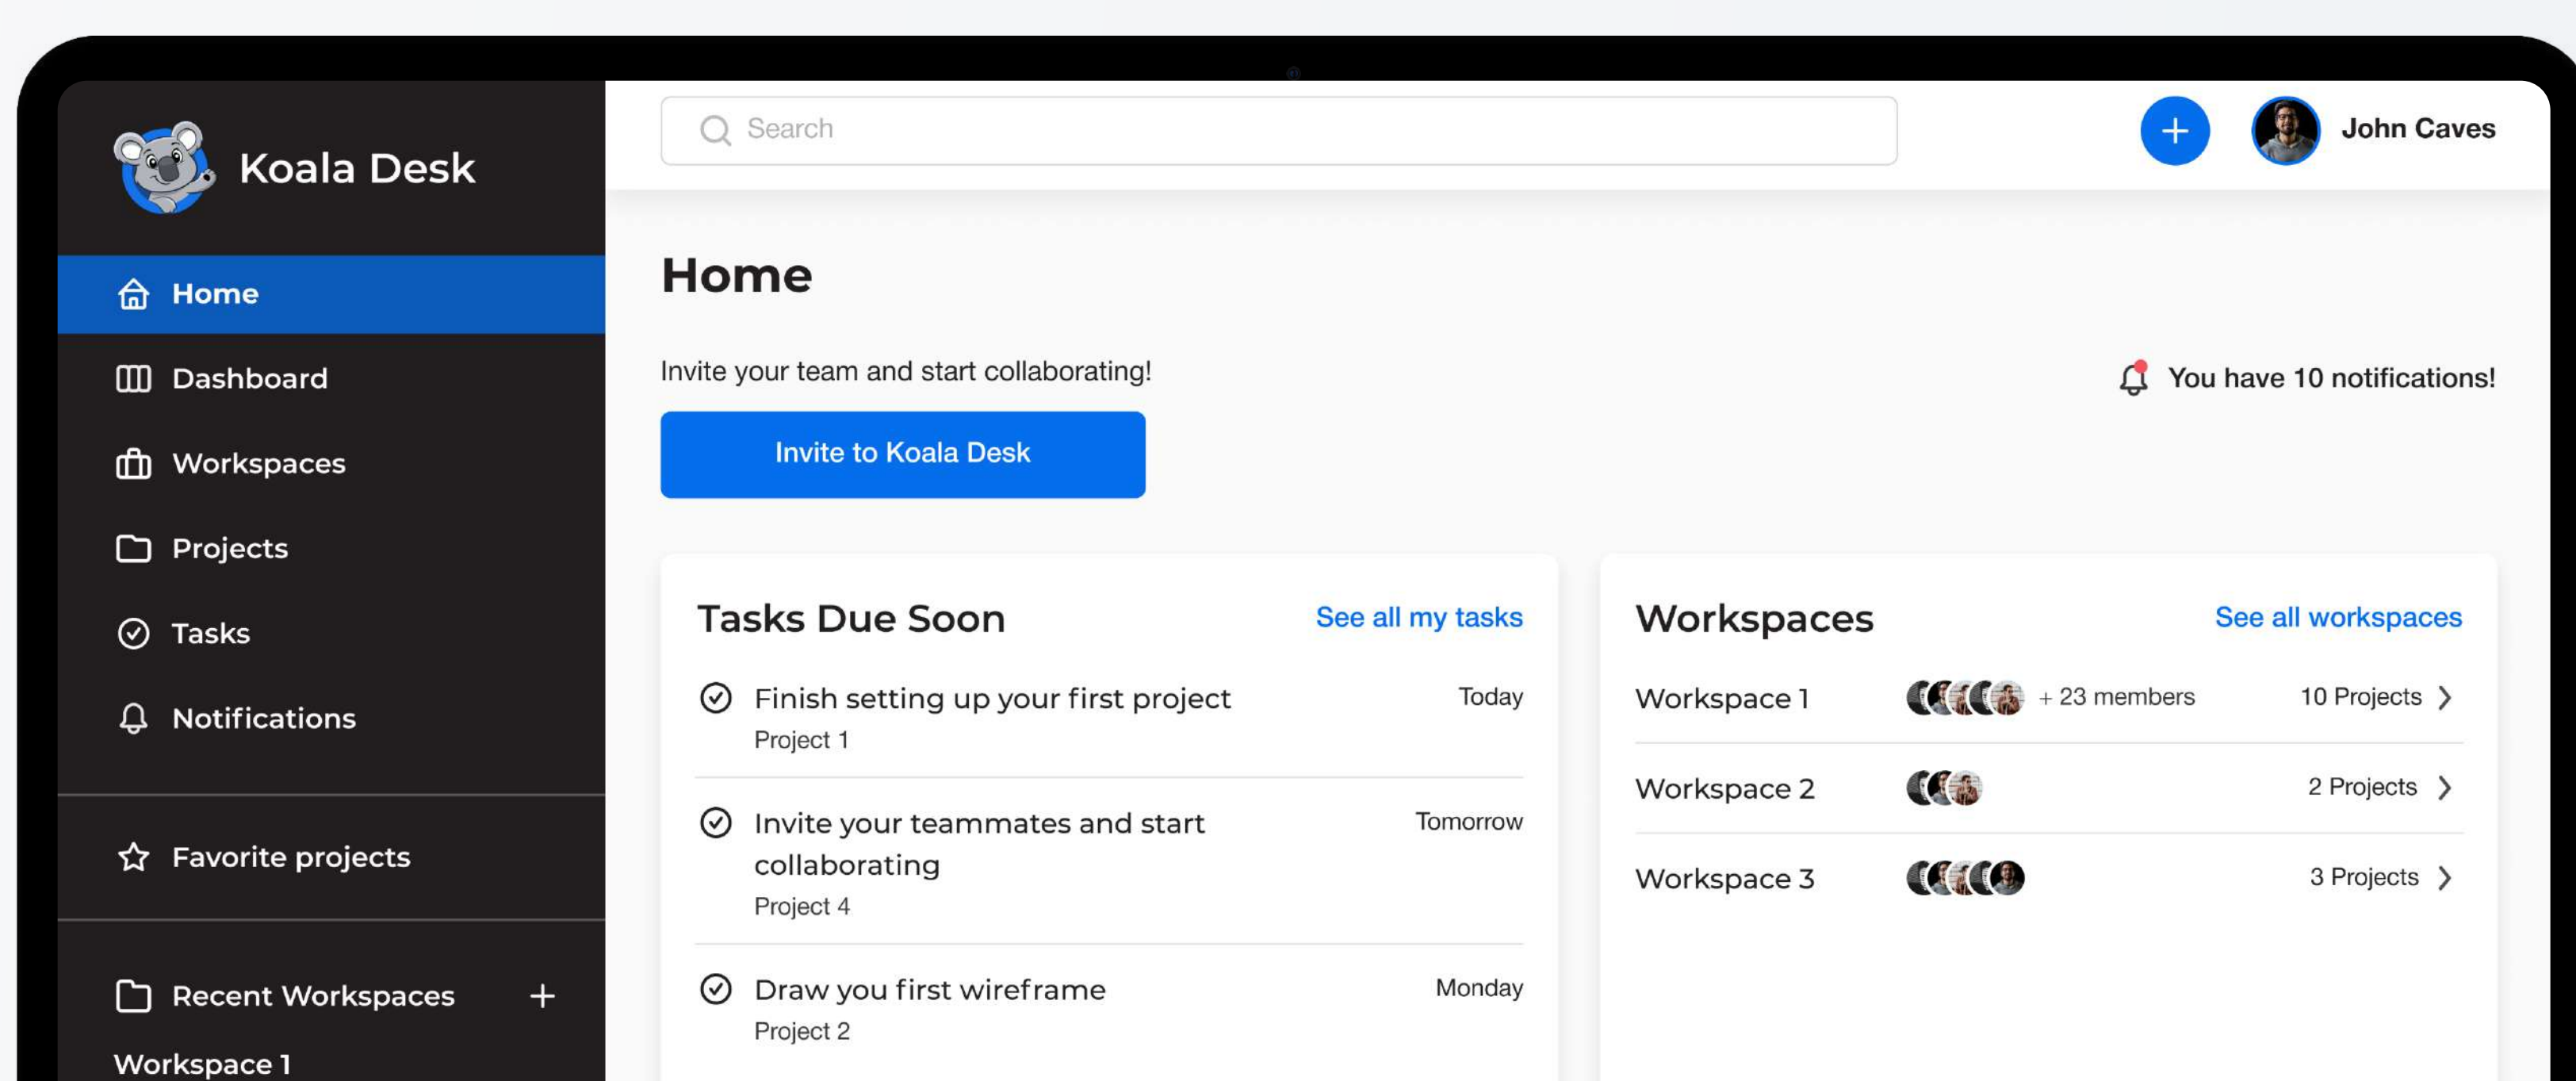 Koala Desk
Home
Dashboard
Workspaces
Projects
Tasks
Notifications
Favorite projects
Recent Workspaces +
Workspace 1
Search
+
John Caves
Home
Invite your team and start collaborating!
Invite to Koala Desk
You have 10 notifications!
Tasks Due Soon See all my tasks
Finish setting up your first project Today
Project 1
Invite your teammates and start Tomorrow
collaborating
Project 4
Draw you first wireframe Monday
Project 2
Workspaces See all workspaces
Workspace 1 + 23 members 10 Projects
Workspace 2 2 Projects
Workspace 3 3 Projects